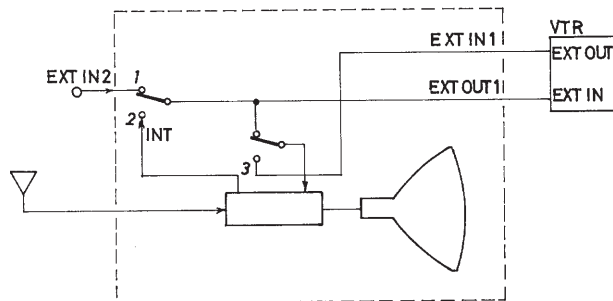 VTR
EXT IN 1
EXT OUT
EXT IN 2
1
EXT OUT 1
EXT IN
2
INT
3